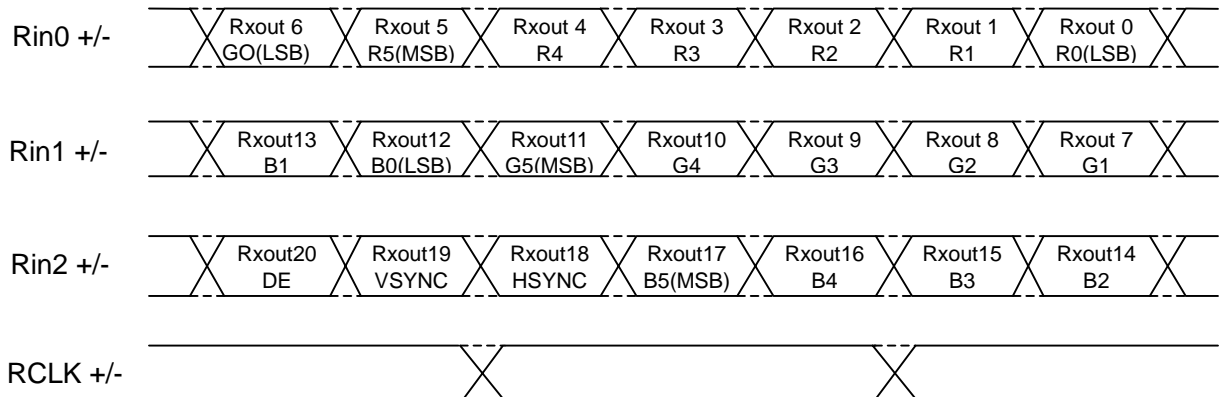 Rin0 +/-
Rxout 6 Rxout 5 Rxout 4 Rxout 3 Rxout 2 Rxout 1 Rxout 0
GO(LSB) R5(MSB) R4 R3 R2 R1 R0(LSB)
Rin1 +/-
Rxout13 Rxout12 Rxout11 Rxout10 Rxout 9 Rxout 8 Rxout 7
B1 B0(LSB) G5(MSB) G4 G3 G2 G1
Rin2 +/-
Rxout20 Rxout19 Rxout18 Rxout17 Rxout16 Rxout15 Rxout14
DE VSYNC HSYNC B5(MSB) B4 B3 B2
RCLK +/-